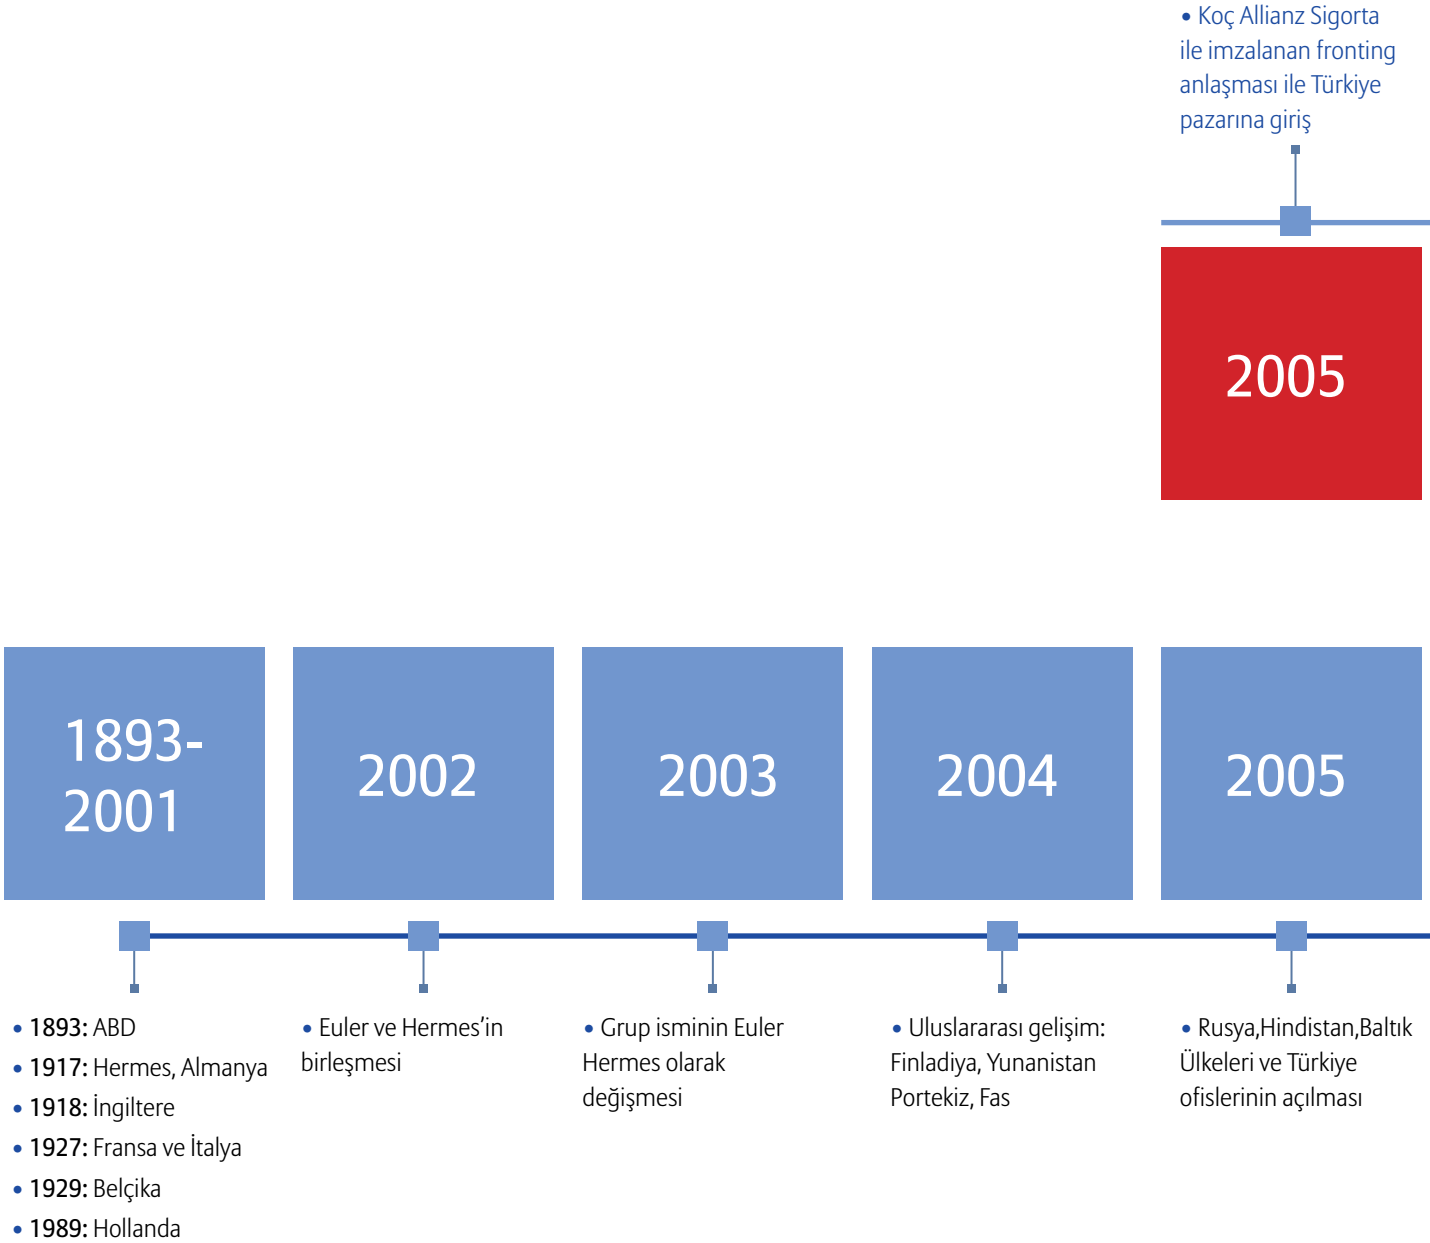 • Koç Allianz Sigorta
ile imzalanan fronting
anlaşması ile Türkiye
pazarına giriş
2005
1893-
2001
2002
2003
2004
2005
• 1893: ABD
• 1917: Hermes, Almanya
• 1918: İngiltere
• 1927: Fransa ve İtalya
• 1929: Belçika
• 1989: Hollanda
• Euler ve Hermes’in
birleşmesi
• Grup isminin Euler
Hermes olarak
değişmesi
• Uluslararası gelişim:
Finladiya, Yunanistan
Portekiz, Fas
• Rusya,Hindistan,Baltık
Ülkeleri ve Türkiye
ofislerinin açılması